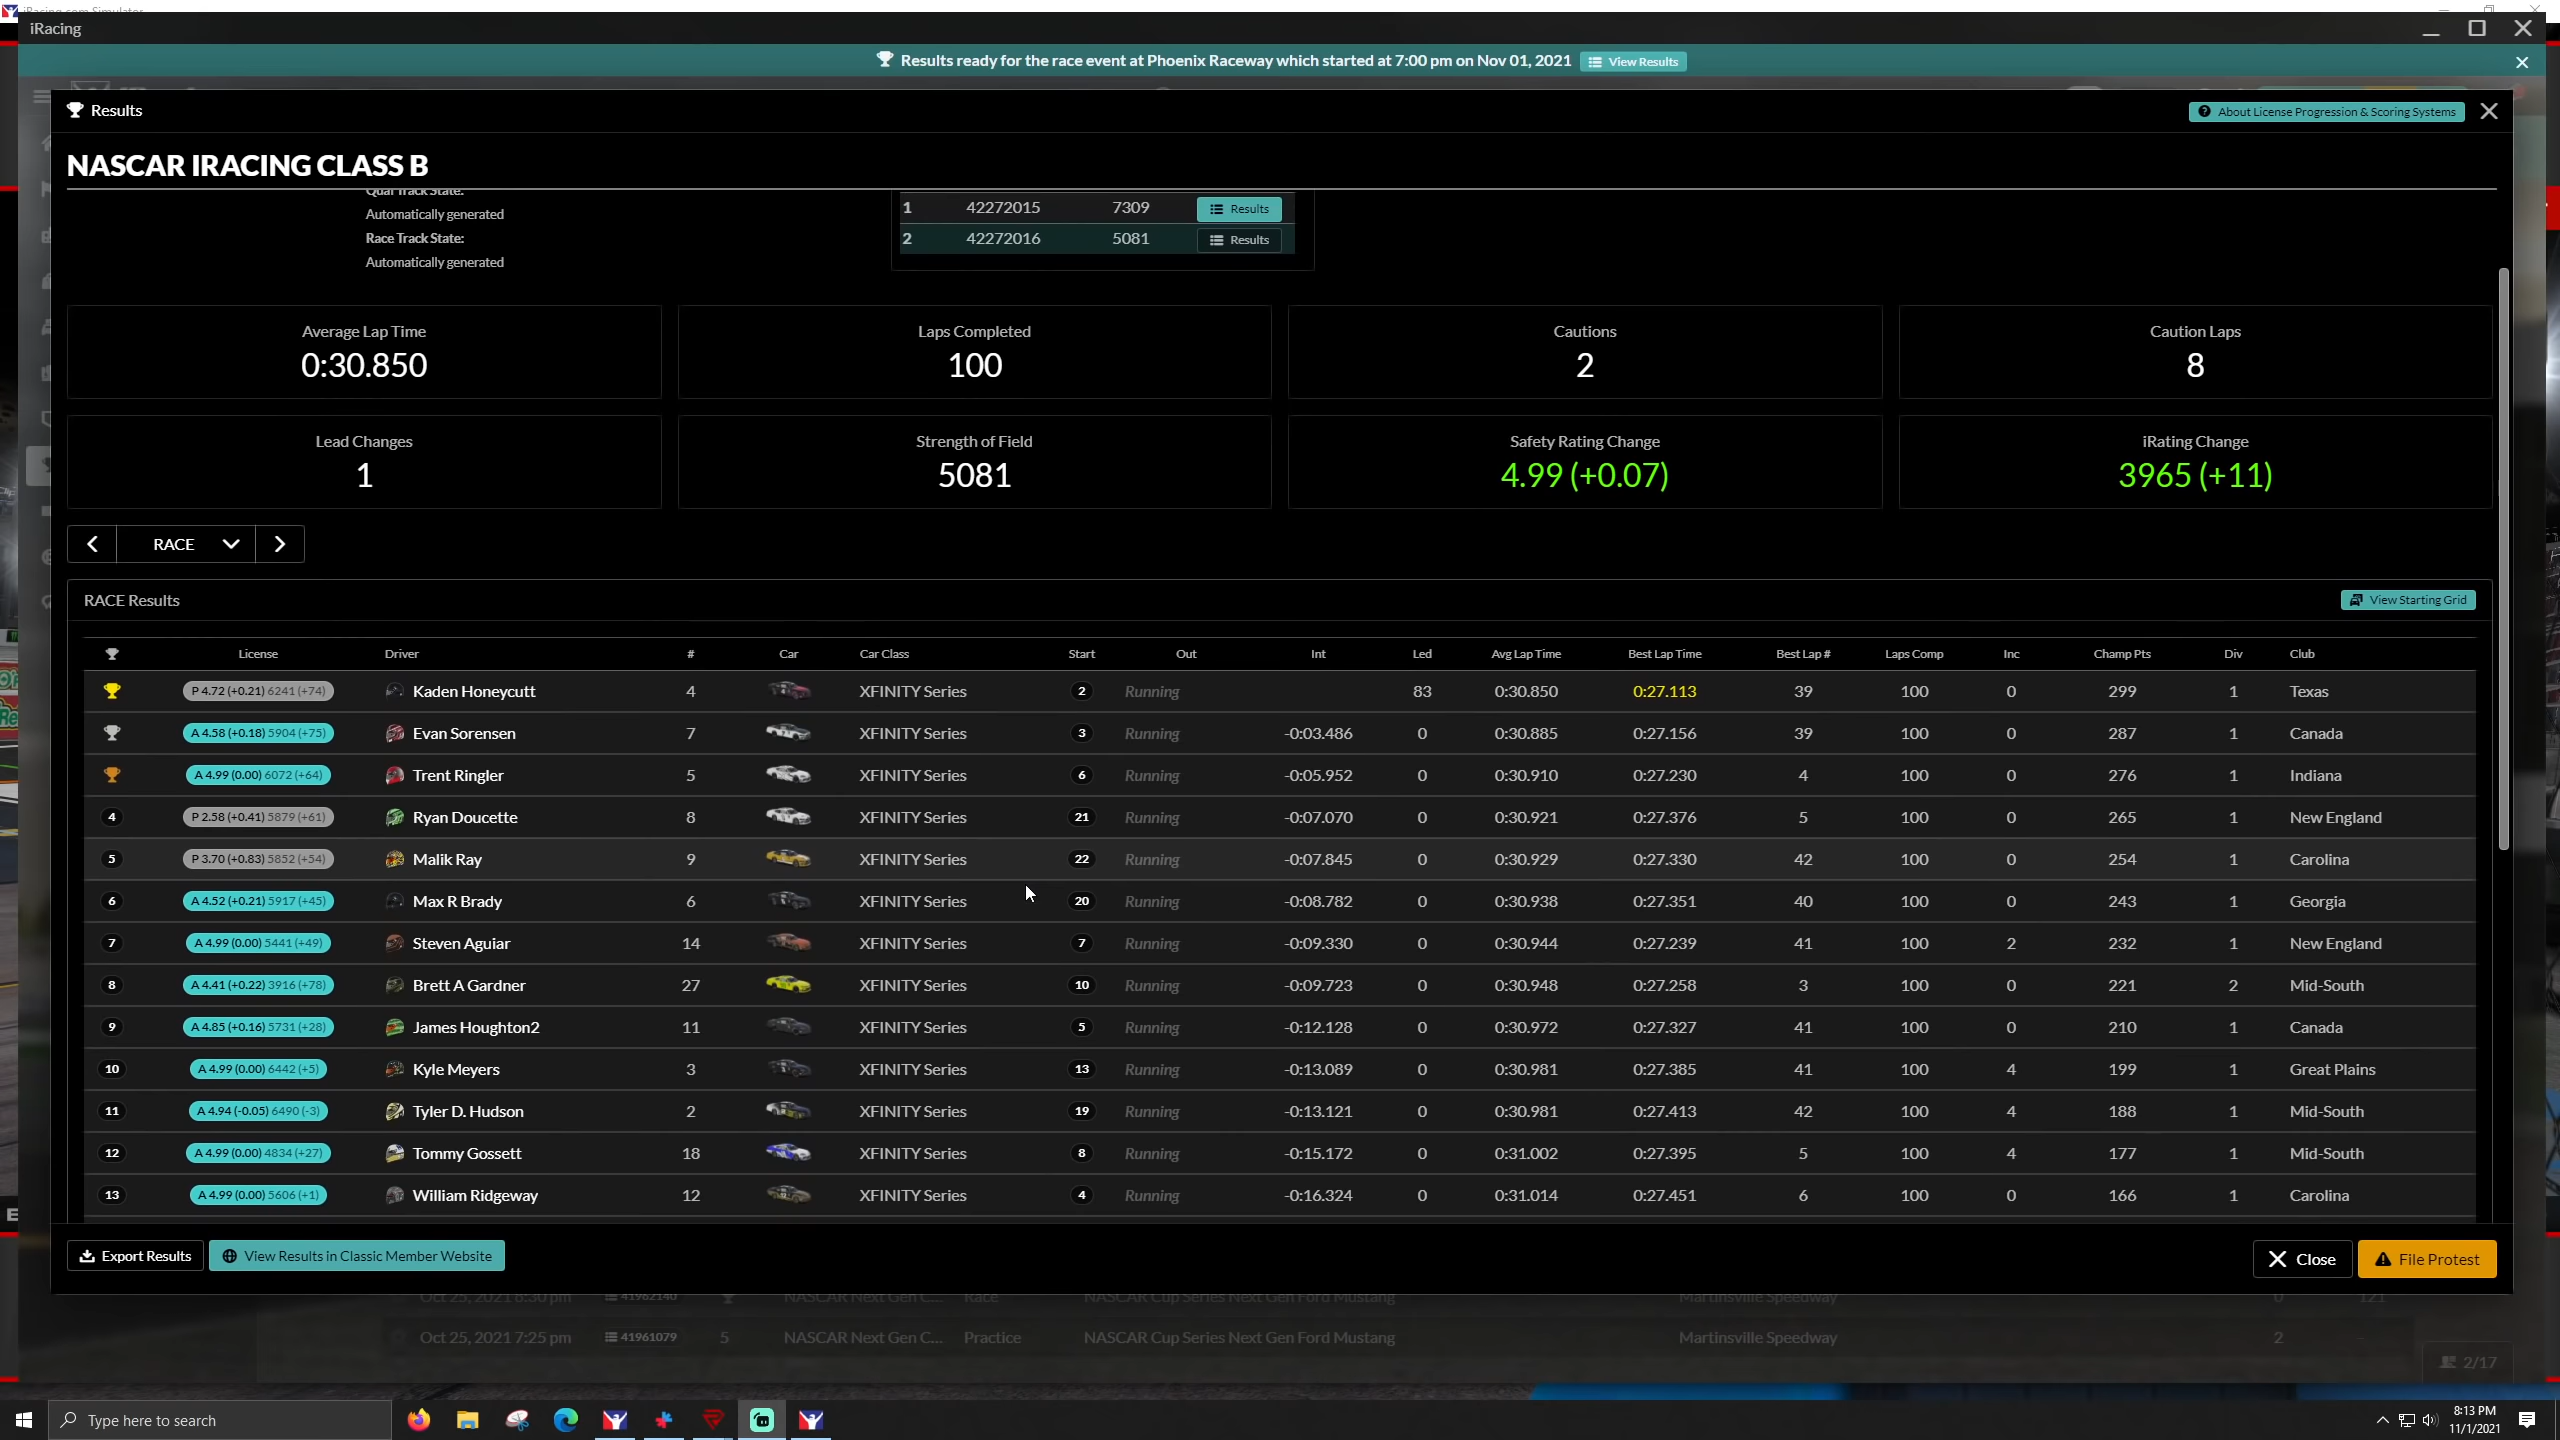 iRacing.com Simulator
iRacing
Results ready for the race event at Phoenix Raceway which started at 7:00 pm on Nov 01, 2021 View Results
Results About License Progression & Scoring Systems
NASCAR IRACING CLASS B
Qual Track State:
Automatically generated
Race Track State:
Automatically generated
1 42272015 7309 Results
2 42272016 5081 Results
Average Lap Time
0:30.850
Laps Completed
100
Cautions
2
Caution Laps
8
Lead Changes
1
Strength of Field
5081
Safety Rating Change
4.99 (+0.07)
iRating Change
3965 (+11)
RACE
RACE Results View Starting Grid
License Driver # Car Car Class Start Out Int Led Avg Lap Time Best Lap Time Best Lap # Laps Comp Inc Champ Pts Div Club
P 4.72 (+0.21) 6241 (+74) Kaden Honeycutt 4 XFINITY Series 2 Running 83 0:30.850 0:27.113 39 100 0 299 1 Texas
A 4.58 (+0.18) 5904 (+75) Evan Sorensen 7 XFINITY Series 3 Running -0:03.486 0 0:30.885 0:27.156 39 100 0 287 1 Canada
A 4.99 (0.00) 6072 (+64) Trent Ringler 5 XFINITY Series 6 Running -0:05.952 0 0:30.910 0:27.230 4 100 0 276 1 Indiana
4 P 2.58 (+0.41) 5879 (+61) Ryan Doucette 8 XFINITY Series 21 Running -0:07.070 0 0:30.921 0:27.376 5 100 0 265 1 New England
5 P 3.70 (+0.83) 5852 (+54) Malik Ray 9 XFINITY Series 22 Running -0:07.845 0 0:30.929 0:27.330 42 100 0 254 1 Carolina
6 A 4.52 (+0.21) 5917 (+45) Max R Brady 6 XFINITY Series 20 Running -0:08.782 0 0:30.938 0:27.351 40 100 0 243 1 Georgia
7 A 4.99 (0.00) 5441 (+49) Steven Aguiar 14 XFINITY Series 7 Running -0:09.330 0 0:30.944 0:27.239 41 100 2 232 1 New England
8 A 4.41 (+0.22) 3916 (+78) Brett A Gardner 27 XFINITY Series 10 Running -0:09.723 0 0:30.948 0:27.258 3 100 0 221 2 Mid-South
9 A 4.85 (+0.16) 5731 (+28) James Houghton2 11 XFINITY Series 5 Running -0:12.128 0 0:30.972 0:27.327 41 100 0 210 1 Canada
10 A 4.99 (0.00) 6442 (+5) Kyle Meyers 3 XFINITY Series 13 Running -0:13.089 0 0:30.981 0:27.385 41 100 4 199 1 Great Plains
11 A 4.94 (-0.05) 6490 (-3) Tyler D. Hudson 2 XFINITY Series 19 Running -0:13.121 0 0:30.981 0:27.413 42 100 4 188 1 Mid-South
12 A 4.99 (0.00) 4834 (+27) Tommy Gossett 18 XFINITY Series 8 Running -0:15.172 0 0:31.002 0:27.395 5 100 4 177 1 Mid-South
13 A 4.99 (0.00) 5606 (+1) William Ridgeway 12 XFINITY Series 4 Running -0:16.324 0 0:31.014 0:27.451 6 100 0 166 1 Carolina
Export Results View Results in Classic Member Website Close File Protest
Oct 25, 2021 6:30 pm 41962140 NASCAR Next Gen C... Race NASCAR Cup Series Next Gen Ford Mustang Martinsville Speedway 0 121
Oct 25, 2021 7:25 pm 41961079 5 NASCAR Next Gen C... Practice NASCAR Cup Series Next Gen Ford Mustang Martinsville Speedway 2 -
2/17
Type here to search
8:13 PM
11/1/2021